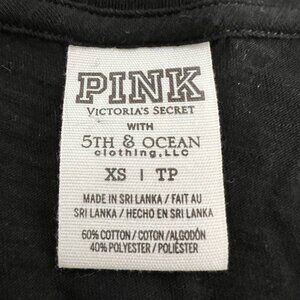 PINK
VICTORIA'S SECRET
WITH
5TH & OCEAN
clothing, LLC
XS | TP
MADE IN SRI LANKA / FAIT AU
SRI LANKA / HECHO EN SRI LANKA
60% COTTON / COTON / ALGODÓN
40% POLYESTER / POLIÉSTER